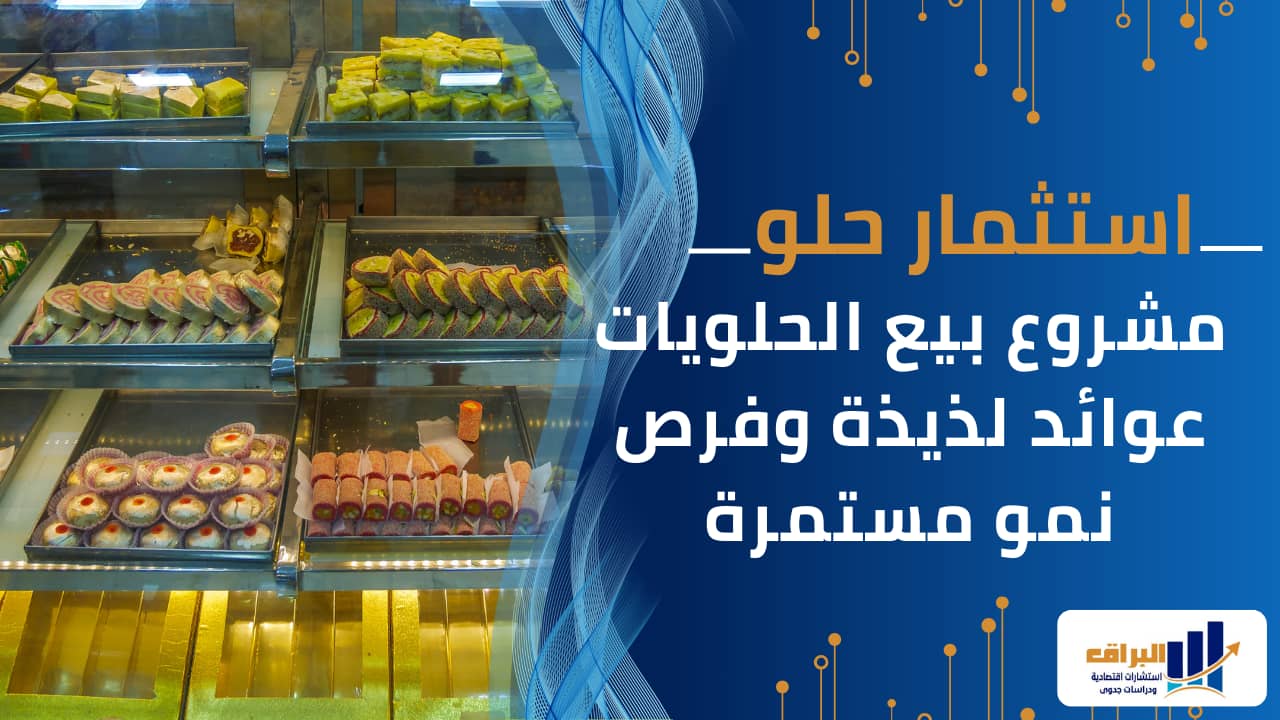 استثمار حلو
مشروع بيع الحلويات
عوائد لذيذة وفرص
نمو مستمرة
البراق
استشارات اقتصادية
ودراسات جدوى